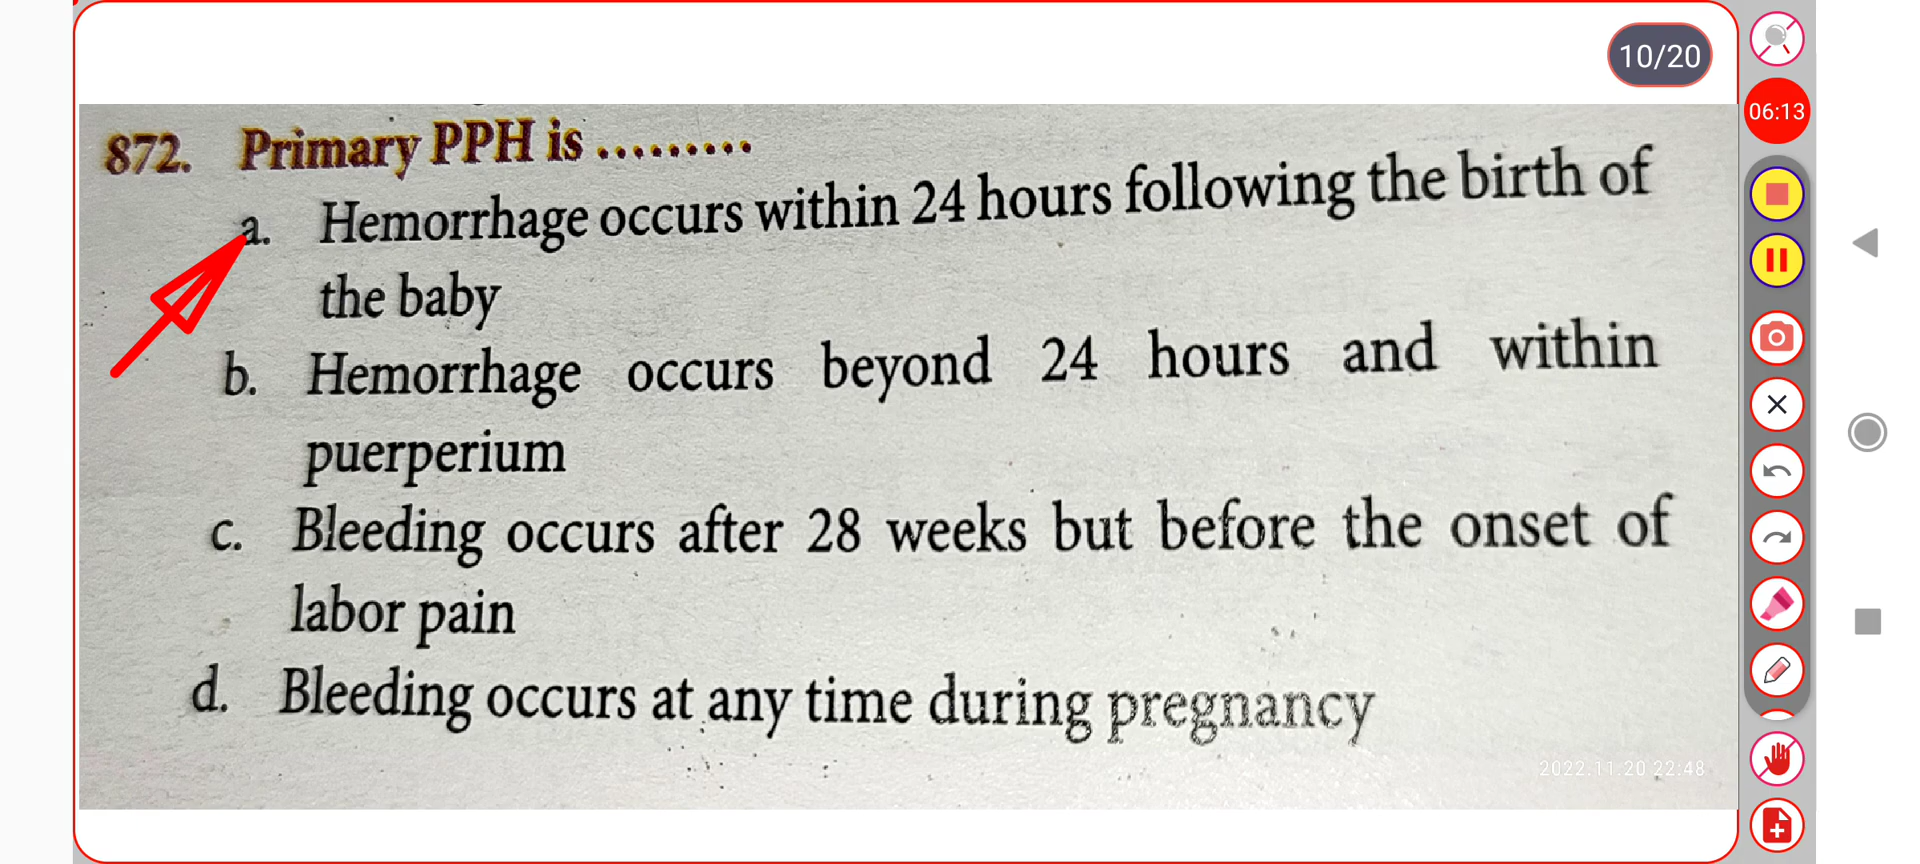 10/20
06:13
872. Primary PPH is .........
a. Hemorrhage occurs within 24 hours following the birth of
the baby
b. Hemorrhage occurs beyond 24 hours and within
puerperium
c. Bleeding occurs after 28 weeks but before the onset of
labor pain
d. Bleeding occurs at any time during pregnancy
2022.11.20 22:48